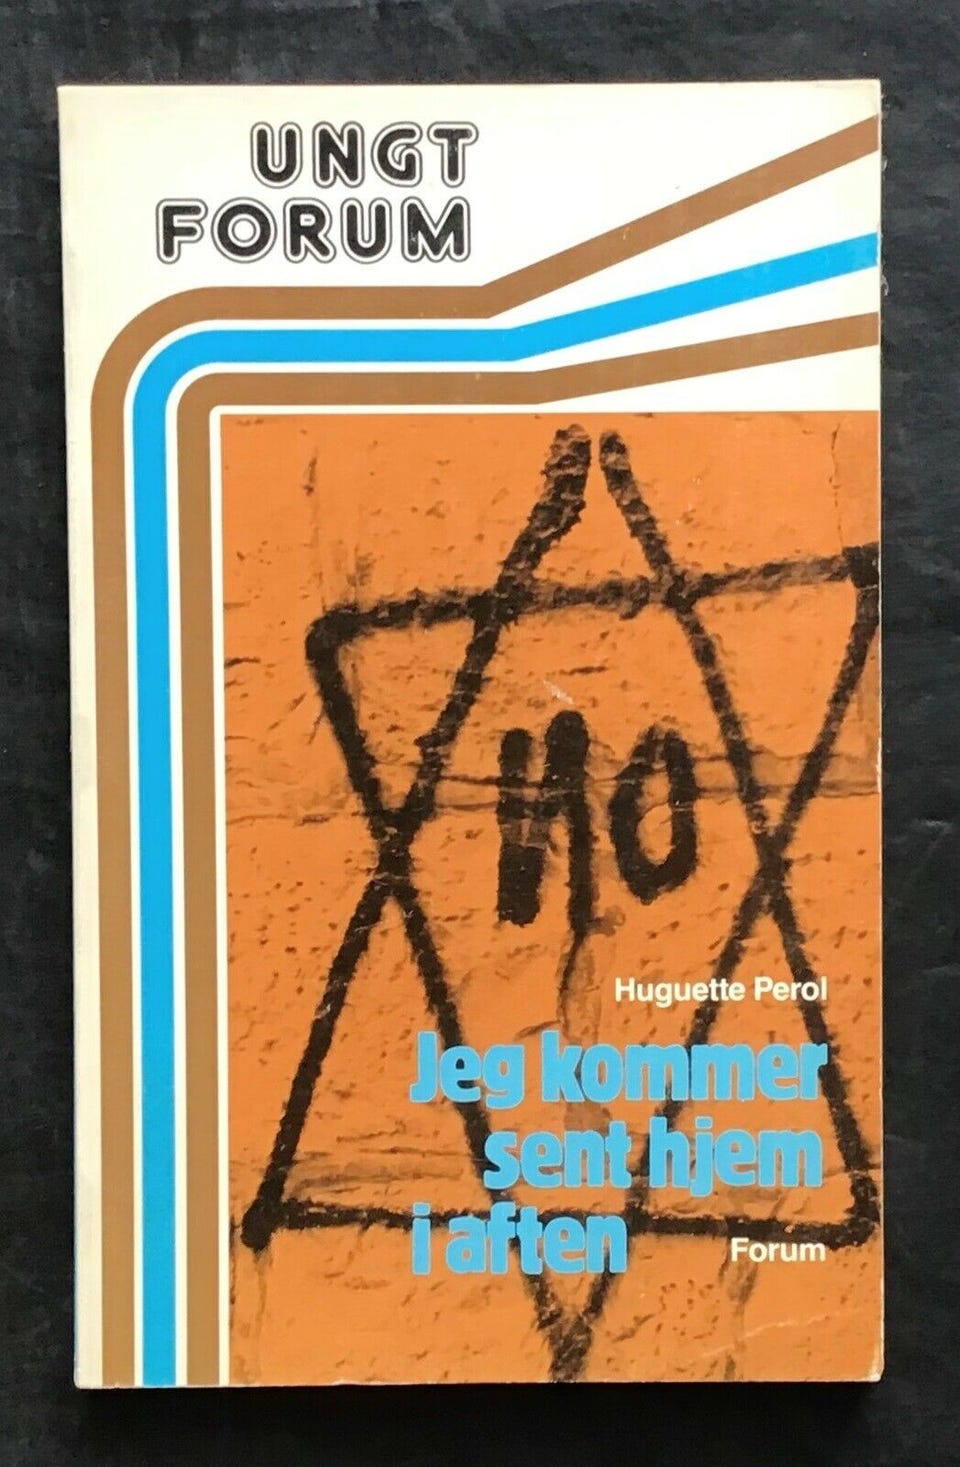 UNGT
FORUM
HO
Huguette Perol
Jeg kommer
sent hjem
i aften
Forum